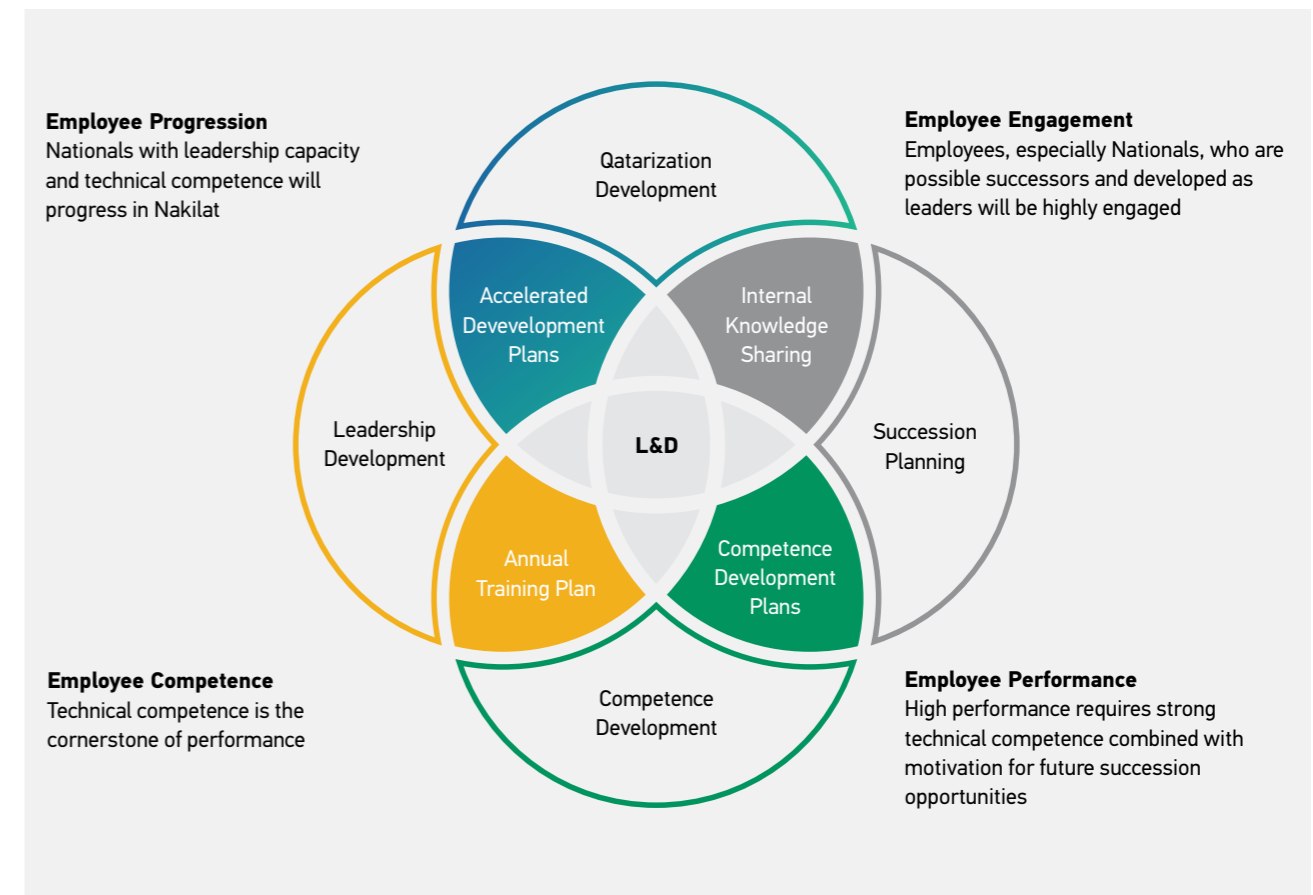 Employee Progression
Nationals with leadership capacity
and technical competence will
progress in Nakilat
Qatarization
Development
Employee Engagement
Employees, especially Nationals, who are
possible successors and developed as
leaders will be highly engaged
Accelerated
Devevelopment
Plans
Internal
Knowledge
Sharing
Leadership
Development
L&D
Succession
Planning
Annual
Training Plan
Competence
Development
Plans
Employee Competence
Technical competence is the
cornerstone of performance
Competence
Development
Employee Performance
High performance requires strong
technical competence combined with
motivation for future succession
opportunities